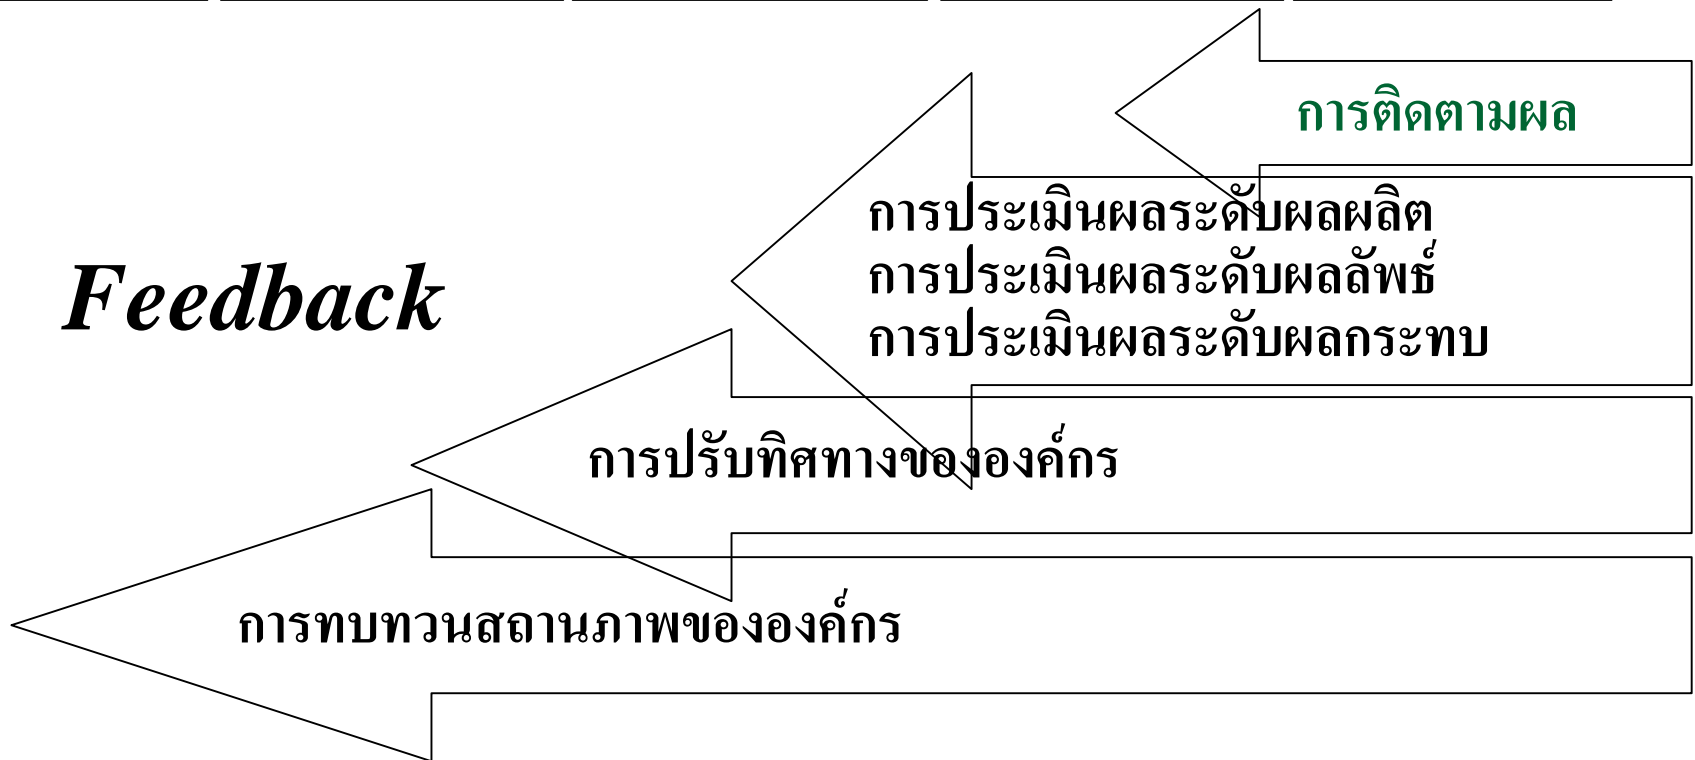 การติดตามผล
การประเมินผลระดับผลผลิต
การประเมินผลระดับผลลัพธ์
การประเมินผลระดับผลกระทบ
Feedback
การปรับทิศทางขององค์กร
การทบทวนสถานภาพขององค์กร